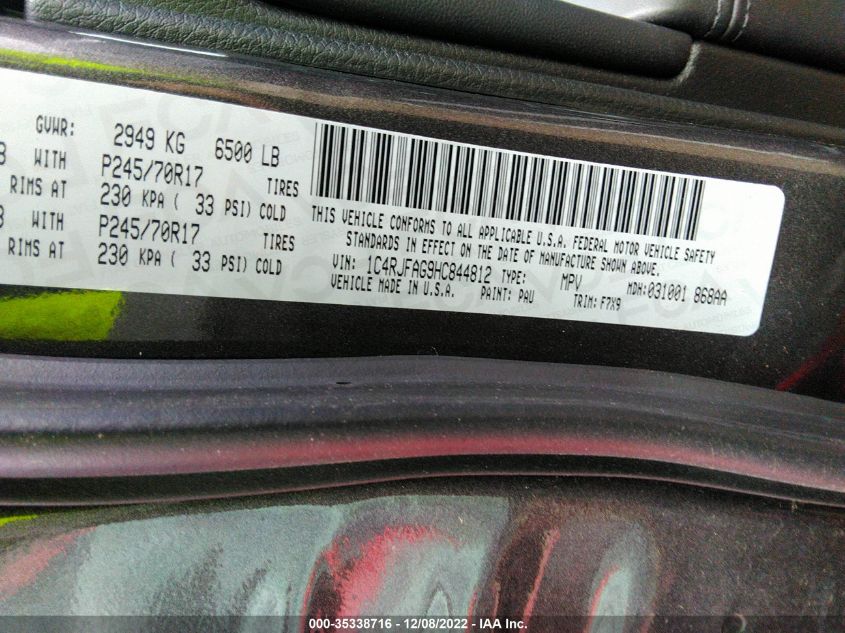 GVWR: 2949 KG 6500 LB
WITH P245/70R17 TIRES
RIMS AT 230 KPA ( 33 PSI) COLD
WITH P245/70R17 TIRES
RIMS AT 230 KPA ( 33 PSI) COLD
THIS VEHICLE CONFORMS TO ALL APPLICABLE U.S.A. FEDERAL MOTOR VEHICLE SAFETY
STANDARDS IN EFFECT ON THE DATE OF MANUFACTURE SHOWN ABOVE
VIN: 1C4RJFAG9HC844812 TYPE: MPV MDH: 031001 868AA
VEHICLE MADE IN U.S.A. PAINT: PAU TRIM: F7X9
000-35338716 - 12/08/2022 - IAA Inc.